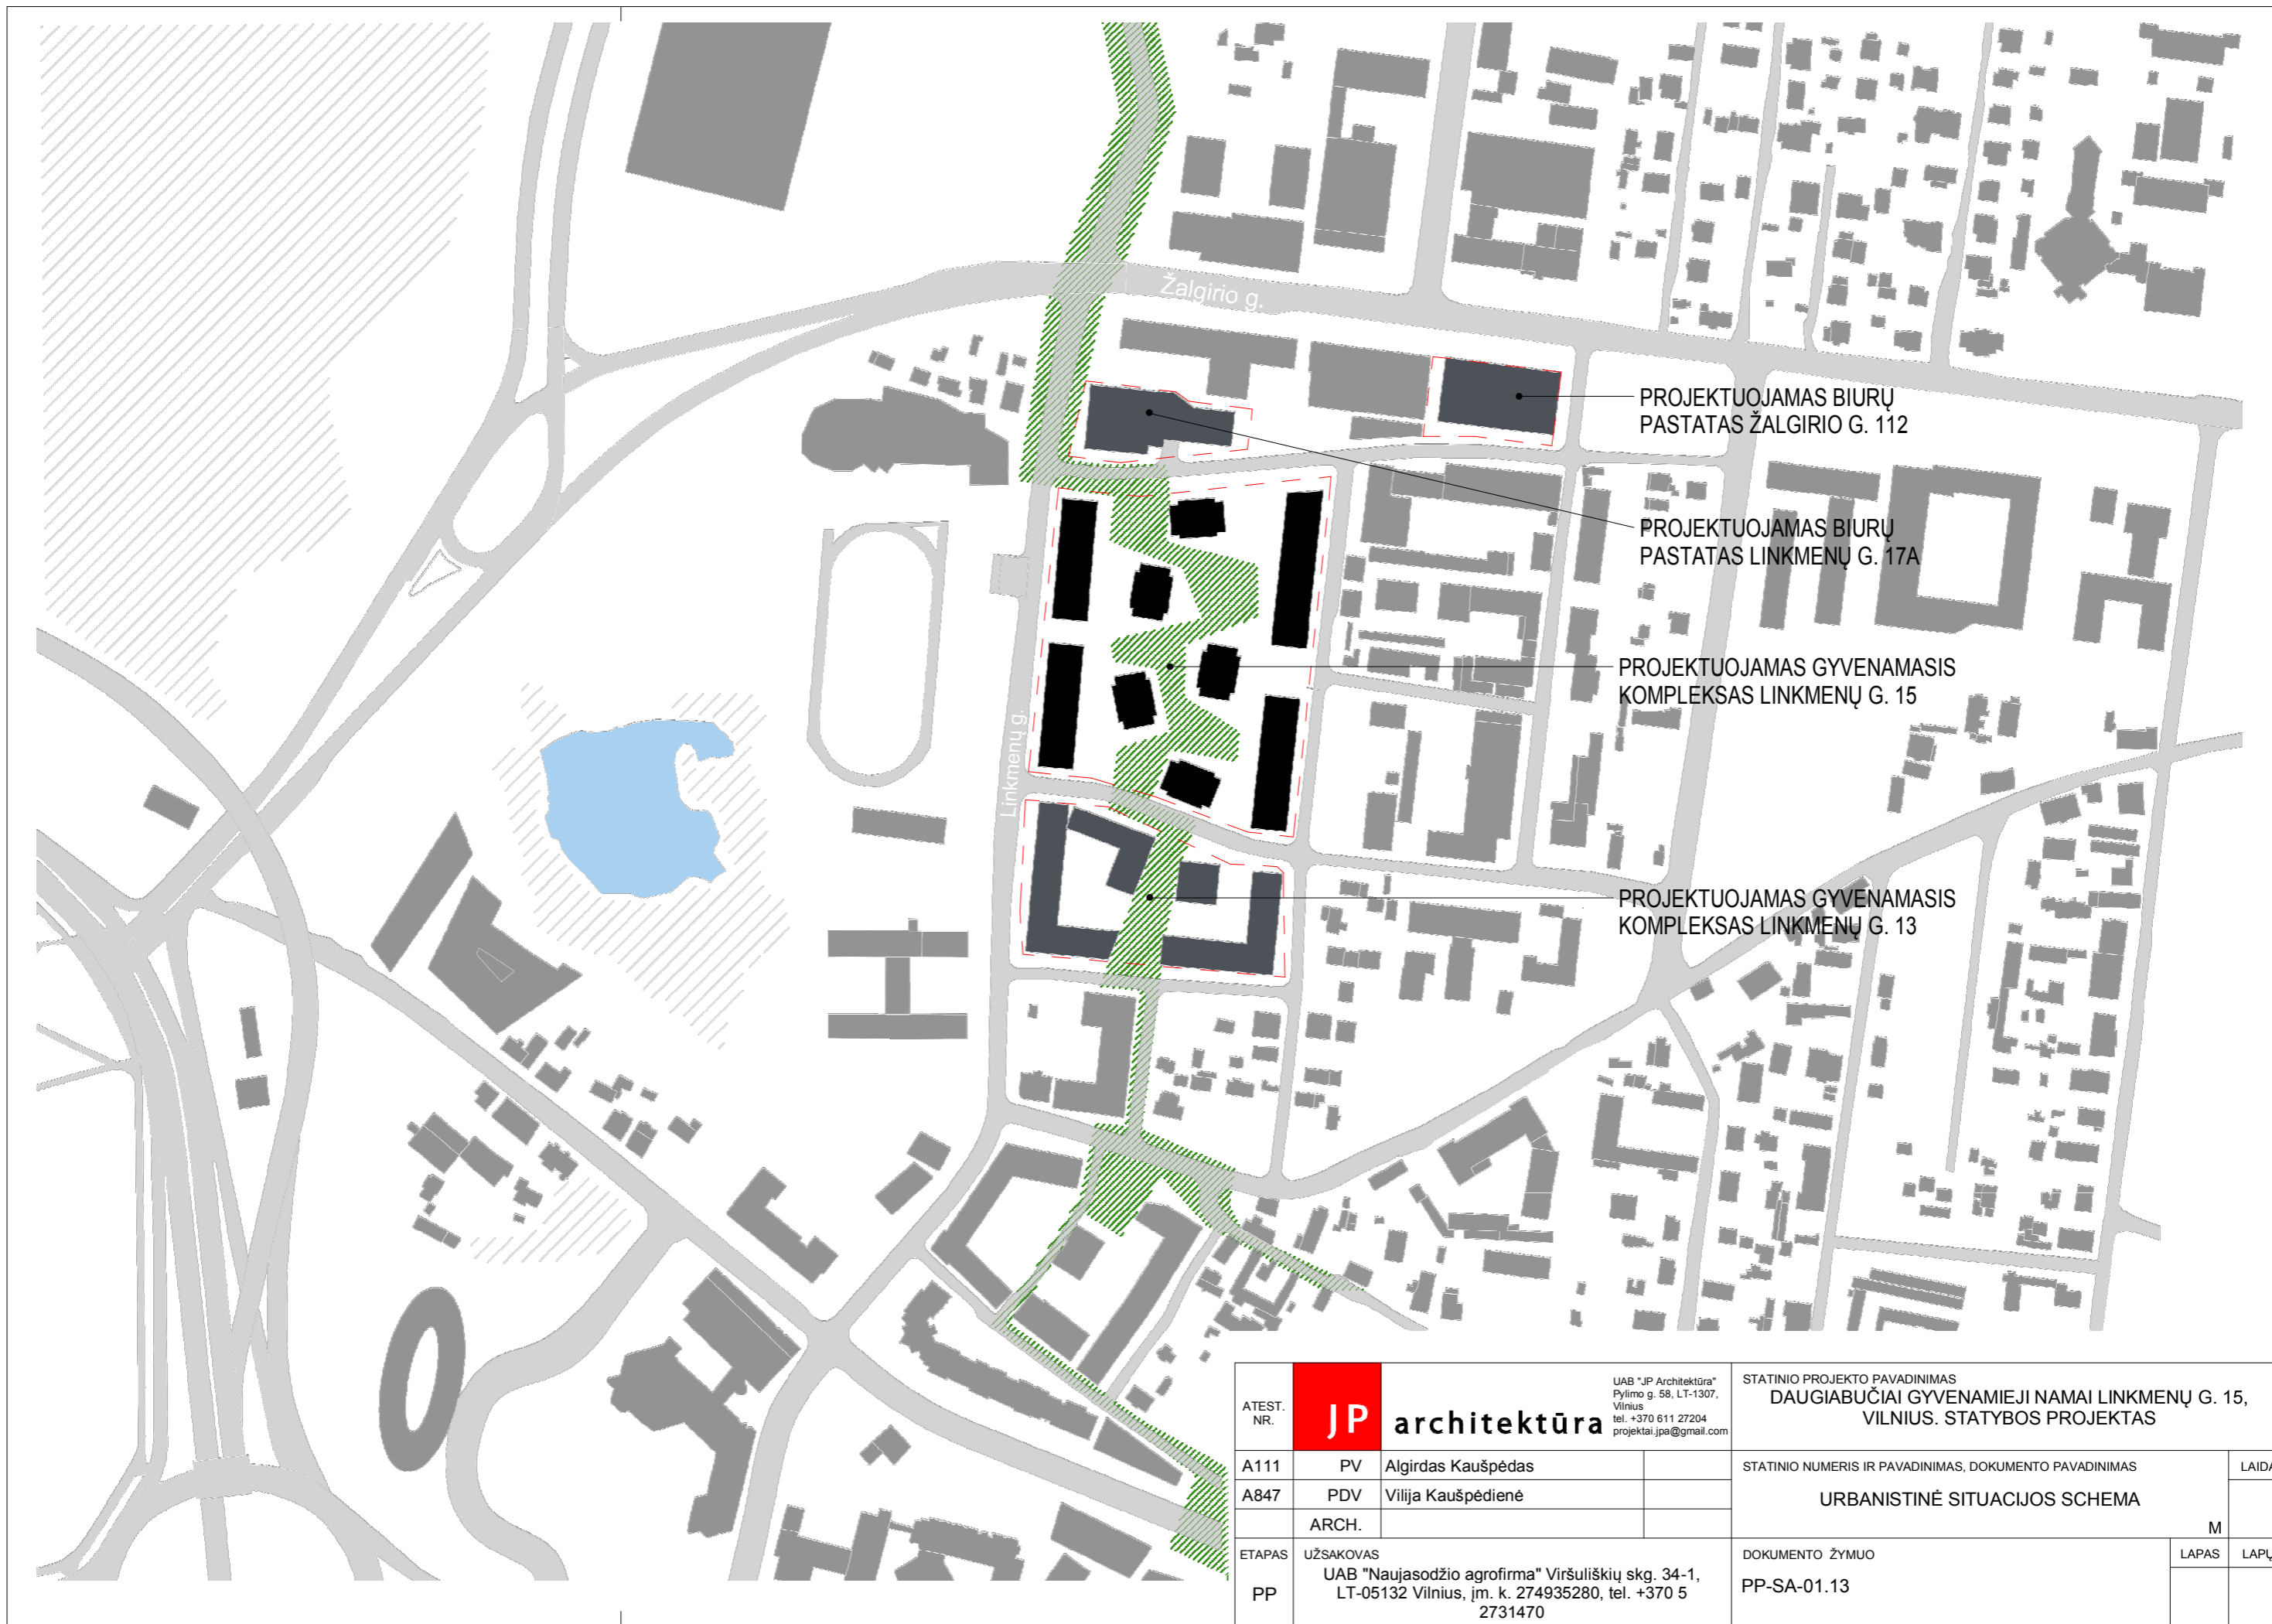 Žalgirio g.
PROJEKTUOJAMAS BIURŲ
PASTATAS ŽALGIRIO G. 112
PROJEKTUOJAMAS BIURŲ
PASTATAS LINKMENŲ G. 17A
PROJEKTUOJAMAS GYVENAMASIS
KOMPLEKSAS LINKMENŲ G. 15
Linkmenų g.
PROJEKTUOJAMAS GYVENAMASIS
KOMPLEKSAS LINKMENŲ G. 13
ATEST.
NR.
JP architektūra
UAB "JP Architektūra"
Pylimo g. 58, LT-1307,
Vilnius
tel. +370 611 27204
projektai.jpa@gmail.com
STATINIO PROJEKTO PAVADINIMAS
DAUGIABUČIAI GYVENAMIEJI NAMAI LINKMENŲ G. 15,
VILNIUS. STATYBOS PROJEKTAS
A111 PV Algirdas Kaušpėdas
A847 PDV Vilija Kaušpėdienė
ARCH.
STATINIO NUMERIS IR PAVADINIMAS, DOKUMENTO PAVADINIMAS
LAIDA
URBANISTINĖ SITUACIJOS SCHEMA
M
ETAPAS
PP
UŽSAKOVAS
UAB "Naujasodžio agrofirma" Viršuliškių skg. 34-1,
LT-05132 Vilnius, įm. k. 274935280, tel. +370 5
2731470
DOKUMENTO ŽYMUO
PP-SA-01.13
LAPAS
LAPŲ